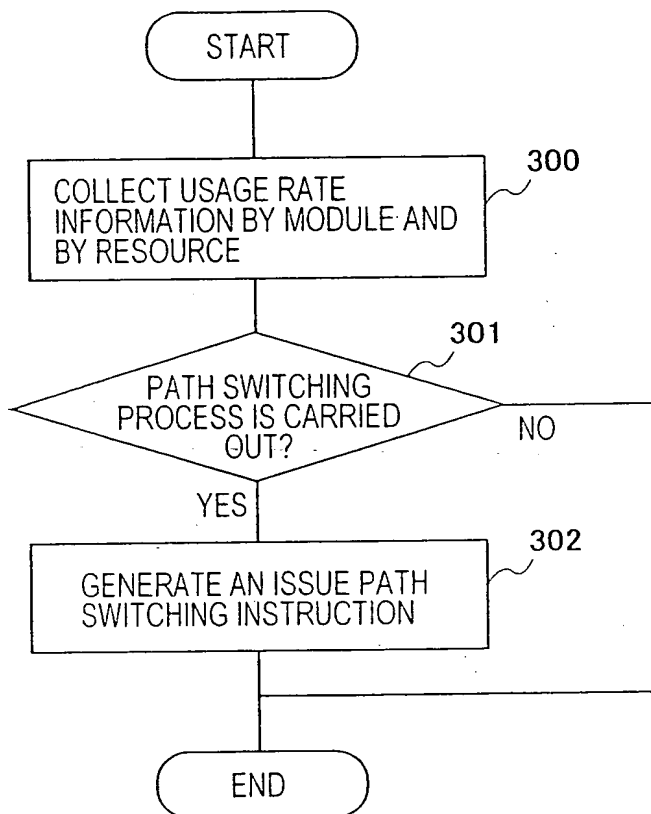 START
300
COLLECT USAGE RATE
INFORMATION BY MODULE AND
BY RESOURCE
301
PATH SWITCHING
PROCESS IS CARRIED
OUT?
NO
YES
302
GENERATE AN ISSUE PATH
SWITCHING INSTRUCTION
END